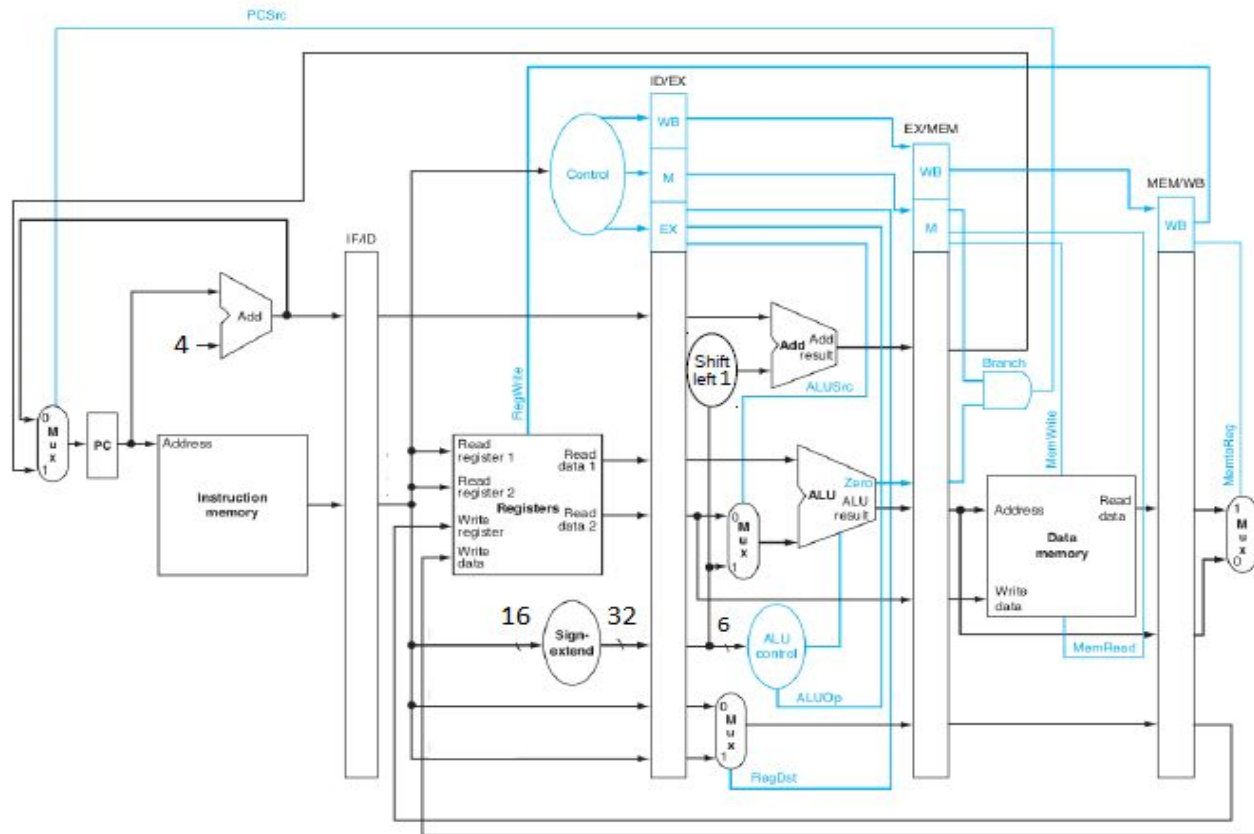 PCSrc
ID/EX
WB
EX/MEM
Control
M
WB
MEM/WB
EX
M
WB
IF/ID
Add
4
Add
Add
result
Shift
left 1
Branch
ALUSrc
RegWrite
MemWrite
MemtoReg
0
M
u
x
1
PC
Address
Instruction
memory
Read
register 1
Read
data 1
Read
register 2
Registers
Read
data 2
Write
register
Write
data
0
M
u
x
1
Zero
ALU
ALU
result
Address
Read
data
Data
memory
Write
data
1
M
u
x
0
16
Sign-
extend
32
6
ALU
control
MemRead
ALUOp
0
M
u
x
1
RegDst